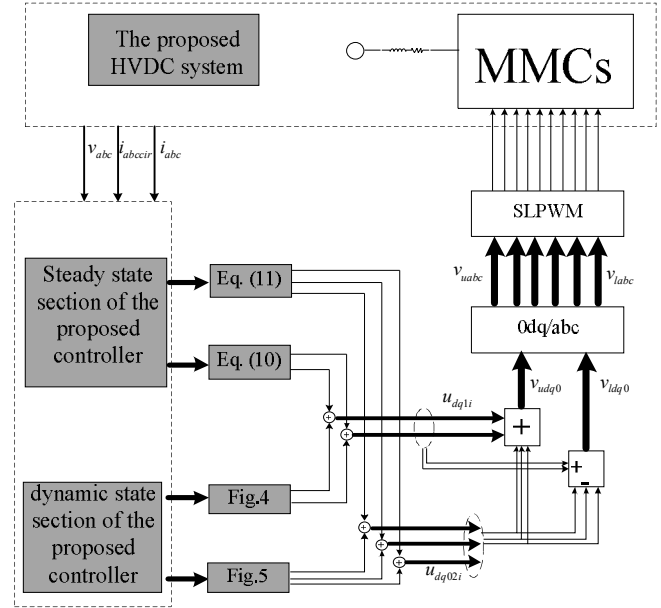 The proposed
HVDC system
MMCs
v_abc i_abccir i_abc
SLPWM
v_uabc v_labc
Steady state
section of the
proposed
controller
Eq. (11)
0dq/abc
Eq. (10)
v_udq0 v_ldq0
u_dq1i
+
+
+
+
-
dynamic state
section of the
proposed
controller
Fig.4
+
+
+
u_dq02i
Fig.5